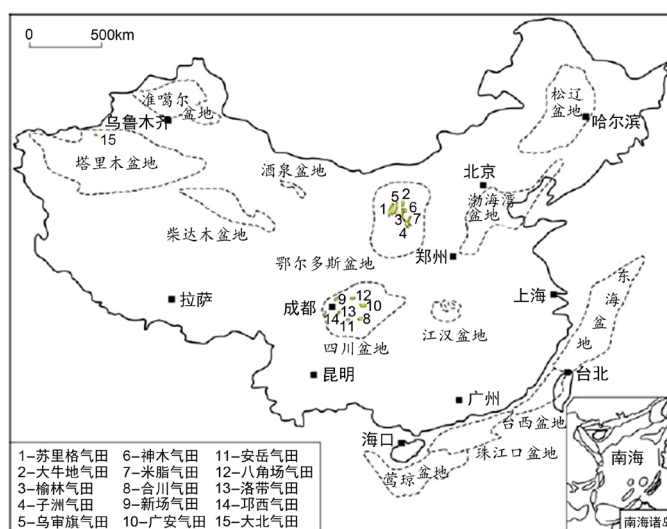 0 500km
准噶尔
盆地
乌鲁木齐
15
塔里木盆地
酒泉盆地
柴达木盆地
松辽
盆地
哈尔滨
北京
渤海湾
盆地
5 2
1 6
3 7
4
鄂尔多斯盆地
郑州
拉萨
成都
9 12
13 10
14
11 8
四川盆地
江汉盆地
上海
东海盆地
昆明
广州
台北
台西盆地
珠江口盆地
海口
莺琼盆地
南海
南海诸岛
1–苏里格气田 6–神木气田 11–安岳气田
2–大牛地气田 7–米脂气田 12–八角场气田
3–榆林气田 8–合川气田 13–洛带气田
4–子洲气田 9–新场气田 14–邛西气田
5–乌审旗气田 10–广安气田 15–大北气田